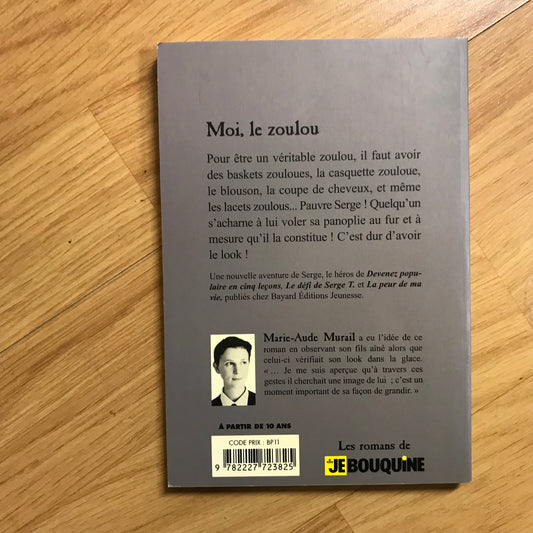 Moi, le zoulou
Pour être un véritable zoulou, il faut avoir
des baskets zouloues, la casquette zouloue,
le blouson, la coupe de cheveux, et même
les lacets zoulous... Pauvre Serge ! Quelqu'un
s'acharne à lui voler sa panoplie au fur et à
mesure qu'il la constitue ! C'est dur d'avoir
le look !
Une nouvelle aventure de Serge, le héros de Devenez popu-
laire en cinq leçons, Le défi de Serge T. et La peur de ma
vie, publiés chez Bayard Éditions Jeunesse.
Marie-Aude Murail a eu l'idée de ce
roman en observant son fils aîné alors que
celui-ci vérifiait son look dans la glace.
« ... Je me suis aperçue qu'à travers ces
gestes il cherchait une image de lui ; c'est un
moment important de sa façon de grandir. »
À PARTIR DE 10 ANS
CODE PRIX : BP11
9 782227 723825
Les romans de
JE BOUQUINE